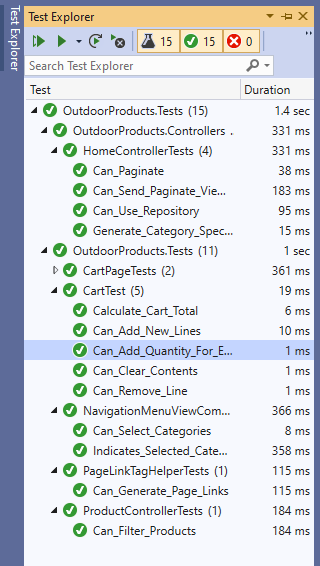 Test Explorer
Test Explorer
15 15 0
Search Test Explorer
Test Duration
OutdoorProducts.Tests (15) 1.4 sec
OutdoorProducts.Controllers . 331 ms
HomeControllerTests (4) 331 ms
Can_Paginate 38 ms
Can_Send_Paginate_Vie... 183 ms
Can_Use_Repository 95 ms
Generate_Category_Spec... 15 ms
OutdoorProducts.Tests (11) 1 sec
CartPageTests (2) 361 ms
CartTest (5) 19 ms
Calculate_Cart_Total 6 ms
Can_Add_New_Lines 10 ms
Can_Add_Quantity_For_E... 1 ms
Can_Clear_Contents 1 ms
Can_Remove_Line 1 ms
NavigationMenuViewCom... 366 ms
Can_Select_Categories 8 ms
Indicates_Selected_Cate... 358 ms
PageLinkTagHelperTests (1) 115 ms
Can_Generate_Page_Links 115 ms
ProductControllerTests (1) 184 ms
Can_Filter_Products 184 ms